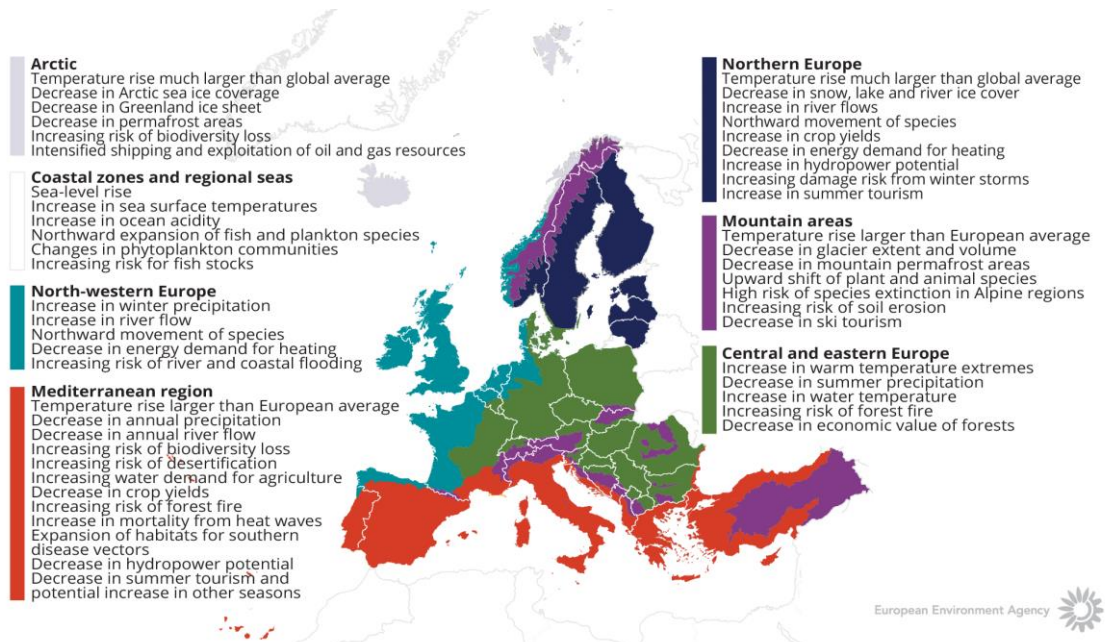 Arctic
Temperature rise much larger than global average
Decrease in Arctic sea ice coverage
Decrease in Greenland ice sheet
Decrease in permafrost areas
Increasing risk of biodiversity loss
Intensified shipping and exploitation of oil and gas resources
Coastal zones and regional seas
Sea-level rise
Increase in sea surface temperatures
Increase in ocean acidity
Northward expansion of fish and plankton species
Changes in phytoplankton communities
Increasing risk for fish stocks
North-western Europe
Increase in winter precipitation
Increase in river flow
Northward movement of species
Decrease in energy demand for heating
Increasing risk of river and coastal flooding
Mediterranean region
Temperature rise larger than European average
Decrease in annual precipitation
Decrease in annual river flow
Increasing risk of biodiversity loss
Increasing risk of desertification
Increasing water demand for agriculture
Decrease in crop yields
Increasing risk of forest fire
Increase in mortality from heat waves
Expansion of habitats for southern
disease vectors
Decrease in hydropower potential
Decrease in summer tourism and
potential increase in other seasons
Northern Europe
Temperature rise much larger than global average
Decrease in snow, lake and river ice cover
Increase in river flows
Northward movement of species
Increase in crop yields
Decrease in energy demand for heating
Increase in hydropower potential
Increasing damage risk from winter storms
Increase in summer tourism
Mountain areas
Temperature rise larger than European average
Decrease in glacier extent and volume
Decrease in mountain permafrost areas
Upward shift of plant and animal species
High risk of species extinction in Alpine regions
Increasing risk of soil erosion
Decrease in ski tourism
Central and eastern Europe
Increase in warm temperature extremes
Decrease in summer precipitation
Increase in water temperature
Increasing risk of forest fire
Decrease in economic value of forests
European Environment Agency